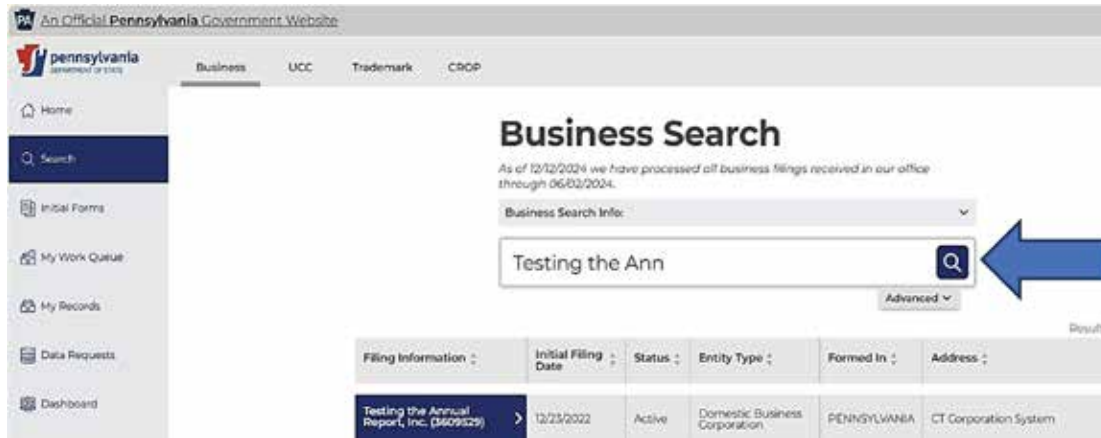 PA An Official Pennsylvania Government Website
pennsylvania
DEPARTMENT OF STATE
Business UCC Trademark CROP
Home
Search
Initial Forms
My Work Queue
My Records
Data Requests
Dashboard
Business Search
As of 12/12/2024 we have processed all business filings received in our office
through 06/02/2024.
Business Search Info:
Testing the Ann
Advanced
Result
Filing Information Initial Filing Date Status Entity Type Formed In Address
Testing the Annual Report, Inc. (3609529) 12/23/2022 Active Domestic Business Corporation PENNSYLVANIA CT Corporation System